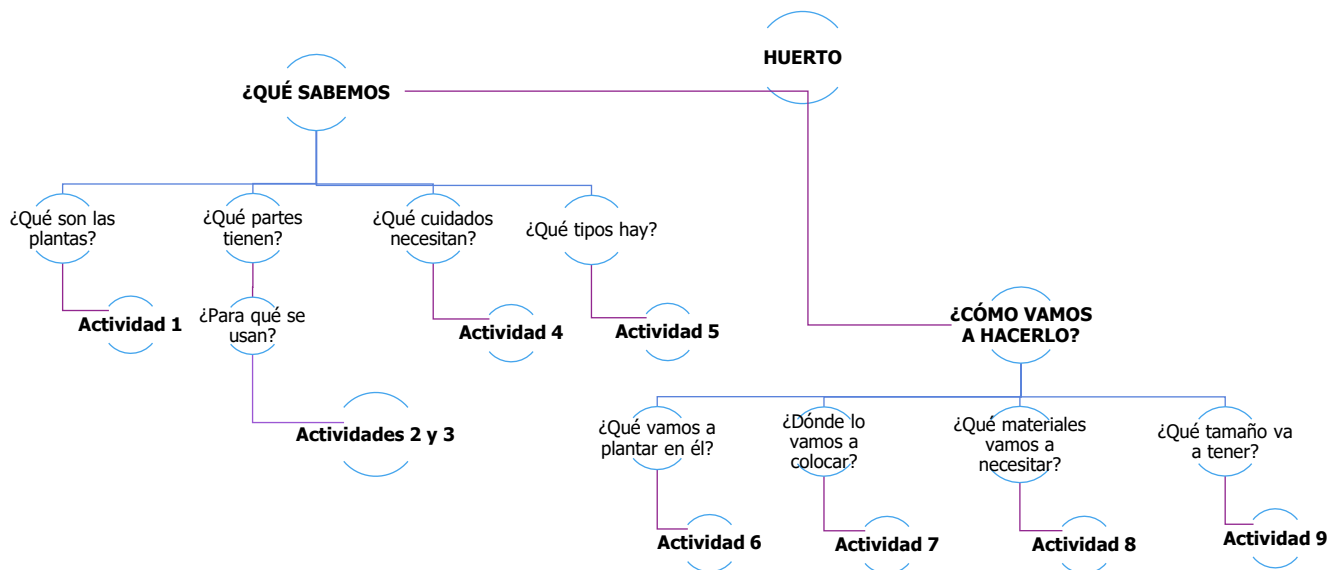 HUERTO
¿QUÉ SABEMOS
¿Qué son las
plantas?
Actividad 1
¿Qué partes
tienen?
¿Para qué se
usan?
Actividades 2 y 3
¿Qué cuidados
necesitan?
Actividad 4
¿Qué tipos hay?
Actividad 5
¿CÓMO VAMOS
A HACERLO?
¿Qué vamos a
plantar en él?
Actividad 6
¿Dónde lo
vamos a
colocar?
Actividad 7
¿Qué materiales
vamos a
necesitar?
Actividad 8
¿Qué tamaño va
a tener?
Actividad 9